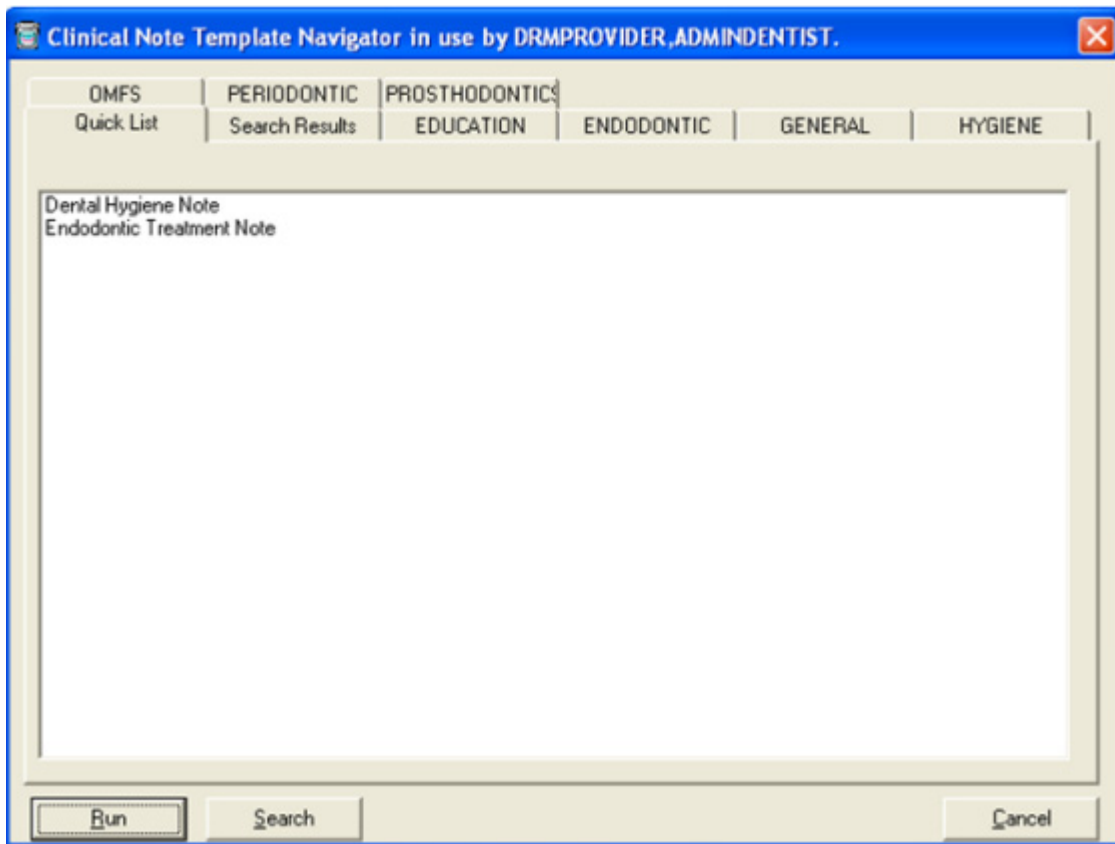 Clinical Note Template Navigator in use by DRMPROVIDER,ADMINDENTIST.
OMFS PERIODONTIC PROSTHODONTICS
Quick List Search Results EDUCATION ENDODONTIC GENERAL HYGIENE
Dental Hygiene Note
Endodontic Treatment Note
Run Search Cancel